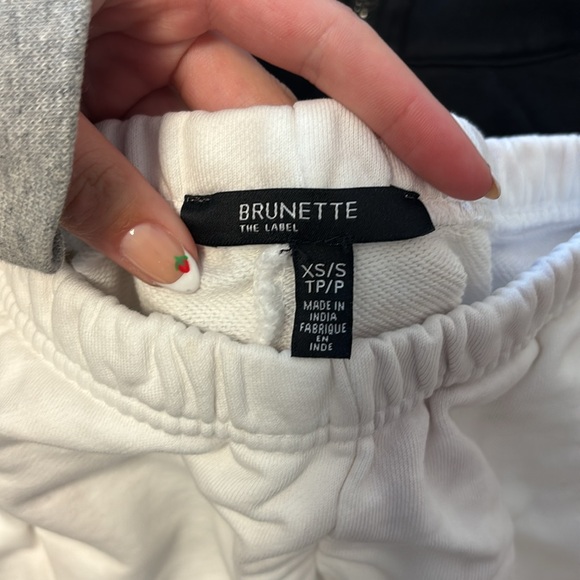 BRUNETTE
THE LABEL
XS/S
TP/P
MADE IN
INDIA
FABRIQUE
EN
INDE